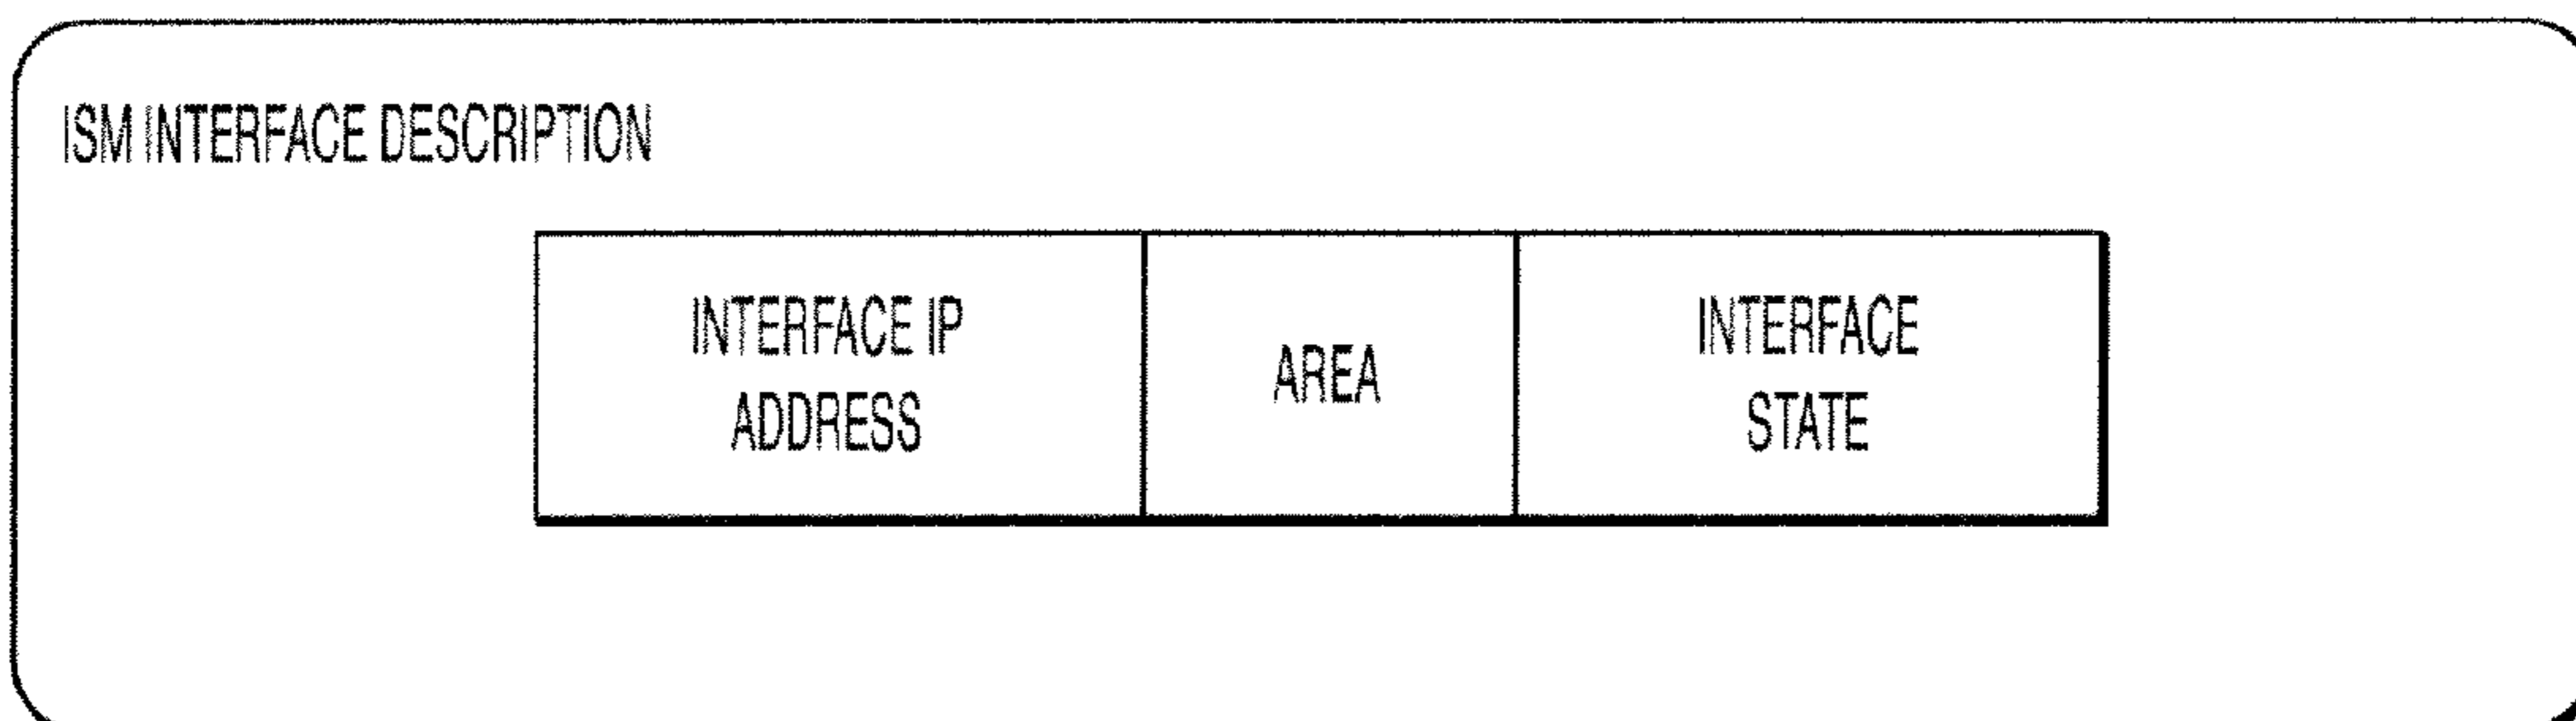 ISM INTERFACE DESCRIPTION
INTERFACE IP
ADDRESS
AREA
INTERFACE
STATE